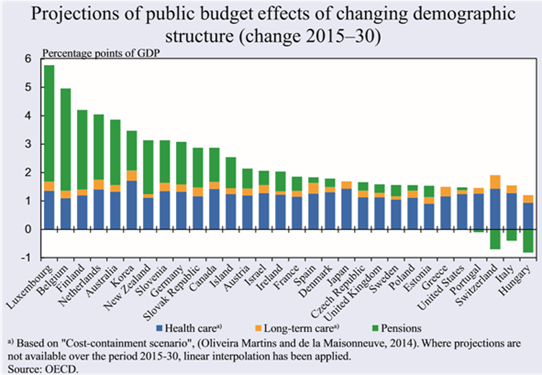 Projections of public budget effects of changing demographic
structure (change 2015–30)
Percentage points of GDP
6
5
4
3
2
1
0
-1
Luxembourg
Belgium
Finland
Netherlands
Australia
Korea
New Zealand
Slovenia
Germany
Slovak Republic
Canada
Island
Austria
Israel
Ireland
France
Spain
Denmark
Japan
Czech Republic
United Kingdom
Sweden
Poland
Estonia
Greece
United States
Portugal
Switzerland
Italy
Hungary
Health care a) Long-term care a) Pensions
a) Based on "Cost-containment scenario", (Oliveira Martins and de la Maisonneuve, 2014). Where projections are
not available over the period 2015-30, linear interpolation has been applied.
Source: OECD.